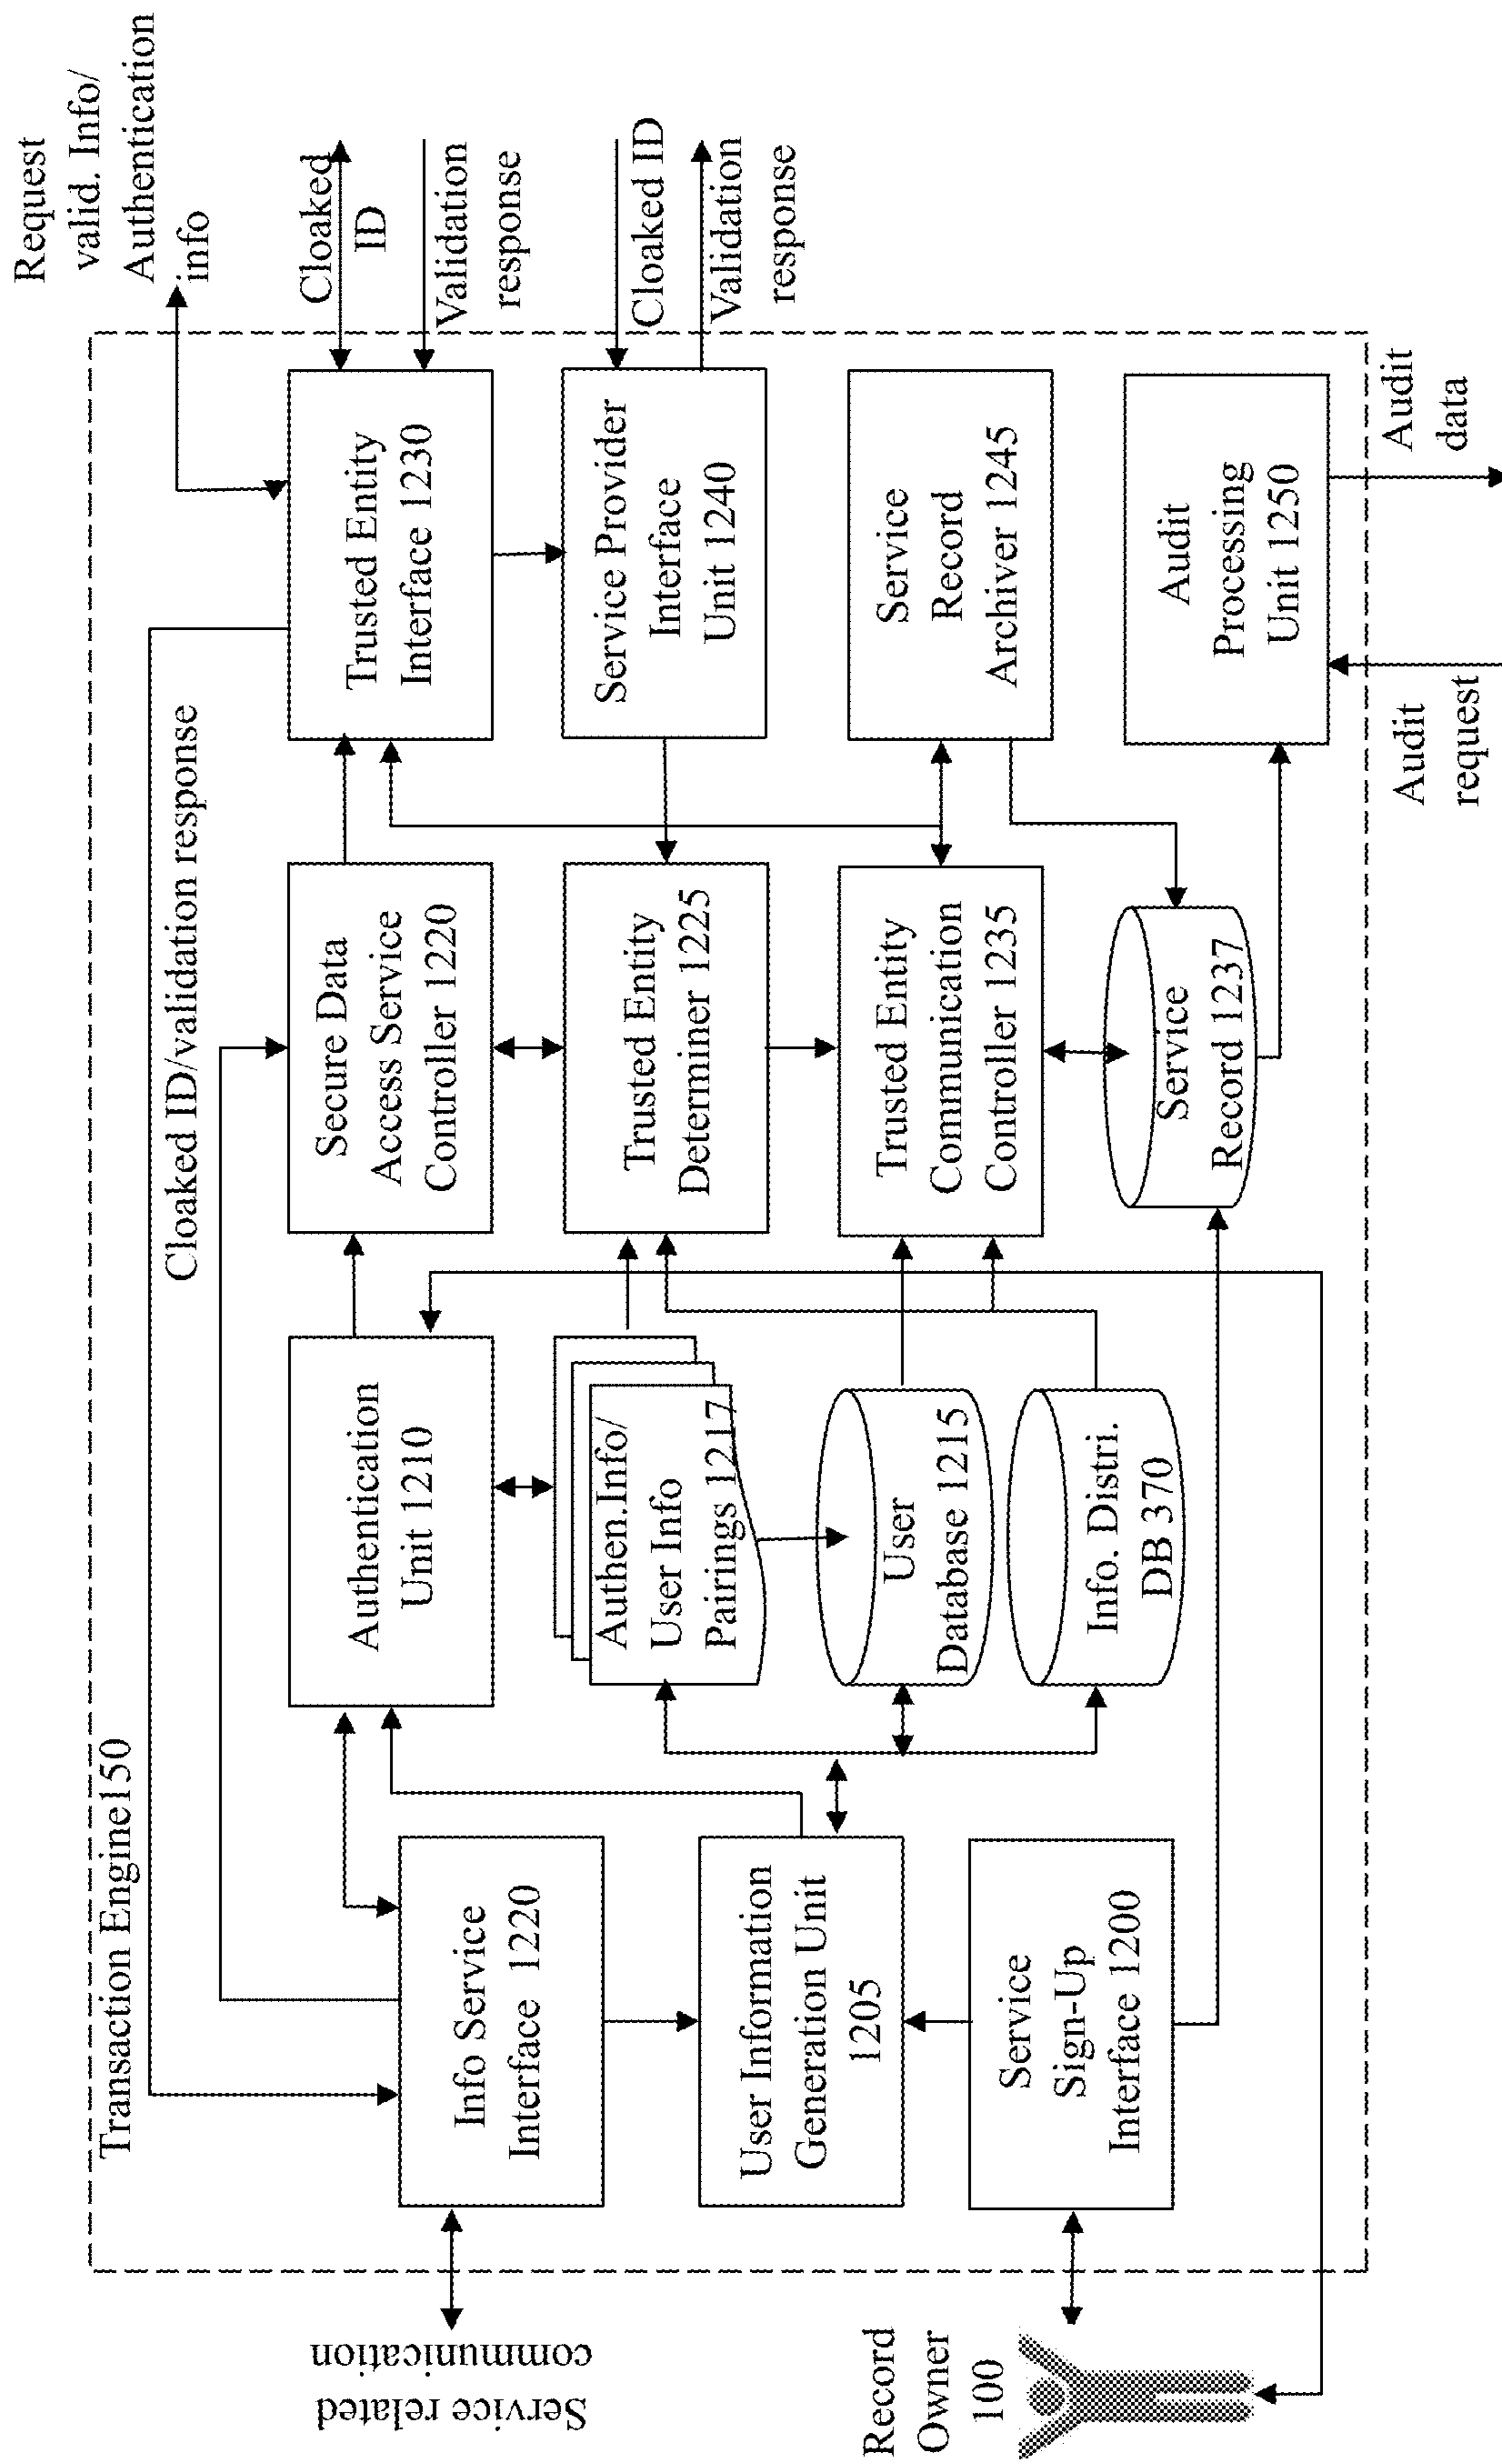 Transaction Engine150
Request
valid. Info/
Authentication
info
Cloaked ID/validation response
Service related
communication
Info Service
Interface 1220
Authentication
Unit 1210
Secure Data
Access Service
Controller 1220
Trusted Entity
Interface 1230
Cloaked
ID
Validation
response
User Information
Generation Unit
1205
Authen.Info/
User Info
Pairings 1217
Trusted Entity
Determiner 1225
Service Provider
Interface
Unit 1240
Cloaked ID
Validation
response
Record
Owner
100
Service
Sign-Up
Interface 1200
User
Database 1215
Info. Distri.
DB 370
Trusted Entity
Communication
Controller 1235
Service
Record
Archiver 1245
Service
Record 1237
Audit
Processing
Unit 1250
Audit
request
Audit
data